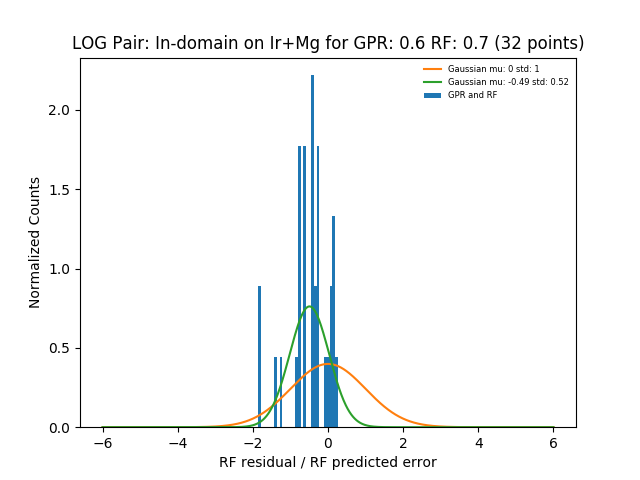 LOG Pair: In-domain on Ir+Mg for GPR: 0.6 RF: 0.7 (32 points)
Gaussian mu: 0 std: 1
Gaussian mu: -0.49 std: 0.52
GPR and RF
Normalized Counts
2.0
1.5
1.0
0.5
0.0
−6
−4
−2
0
2
4
6
RF residual / RF predicted error